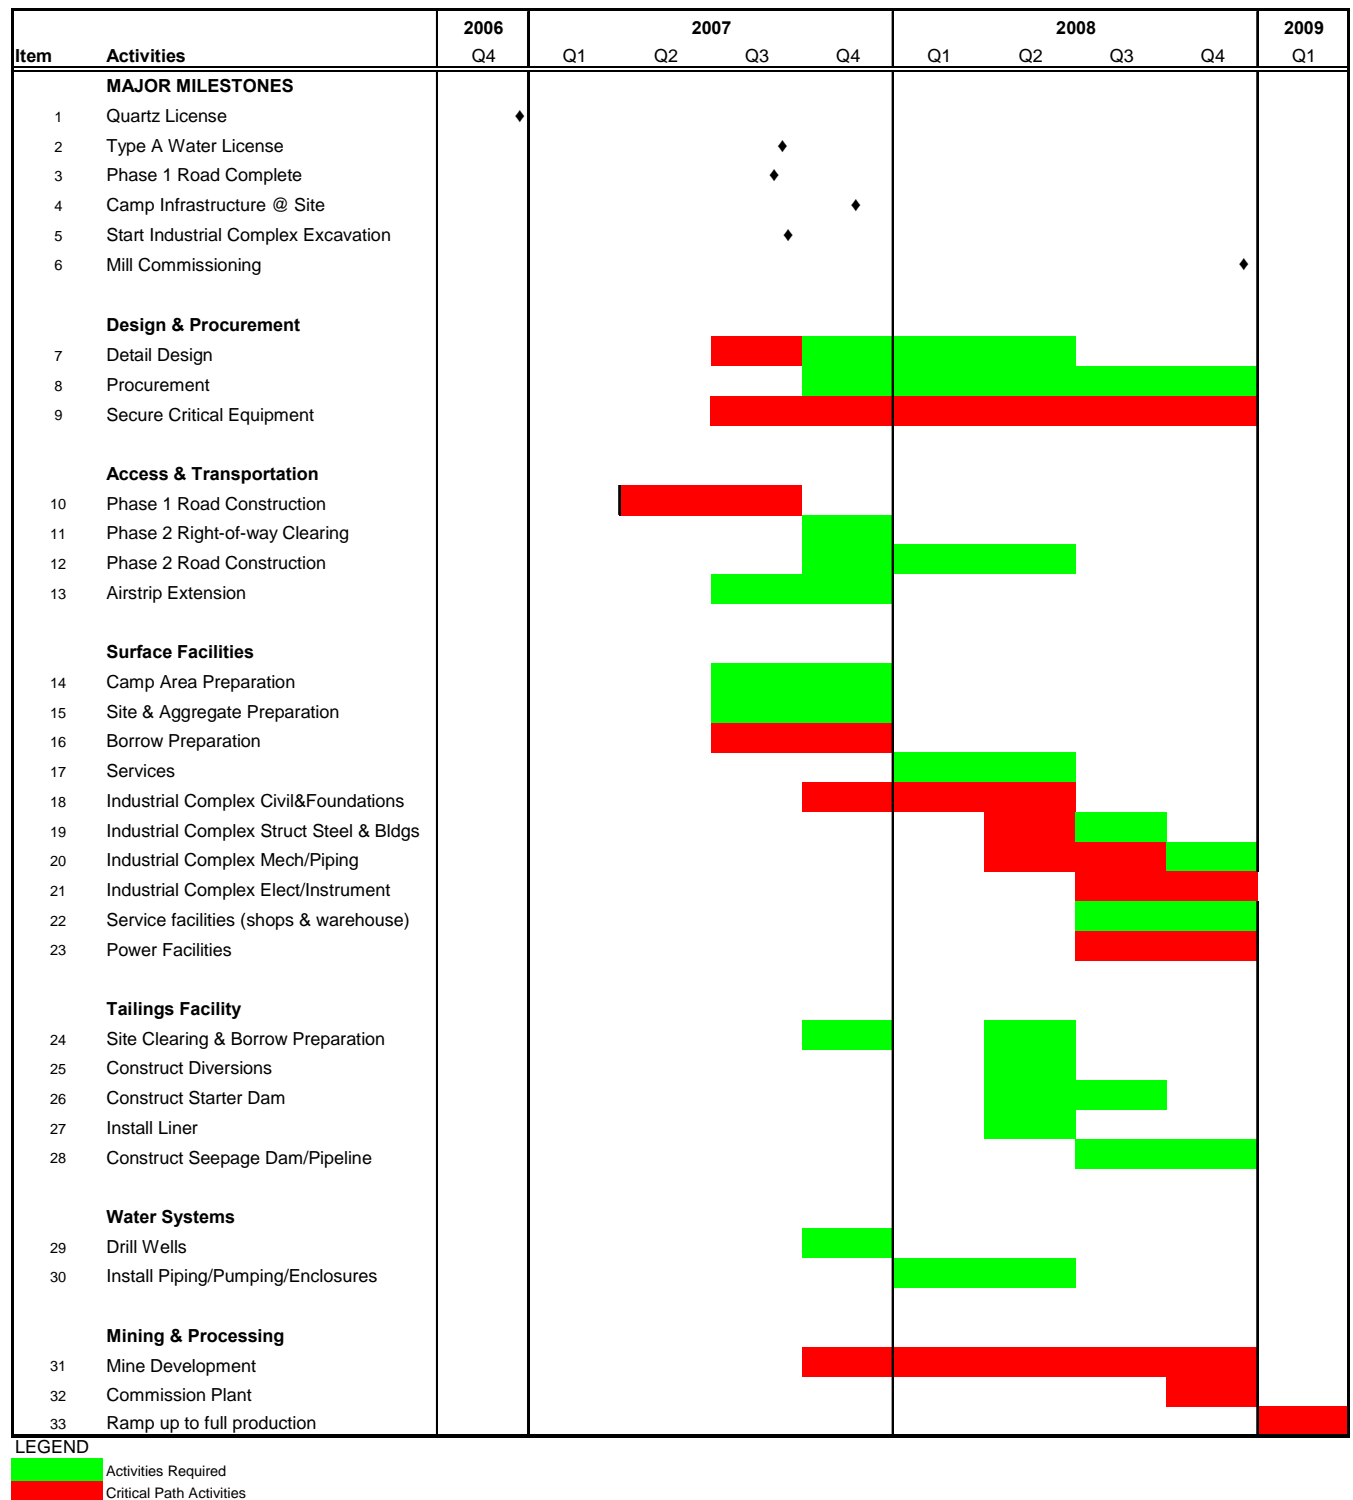 2006 2007 2008 2009
Item Activities Q4 Q1 Q2 Q3 Q4 Q1 Q2 Q3 Q4 Q1
MAJOR MILESTONES
1 Quartz License
2 Type A Water License
3 Phase 1 Road Complete
4 Camp Infrastructure @ Site
5 Start Industrial Complex Excavation
6 Mill Commissioning
Design & Procurement
7 Detail Design
8 Procurement
9 Secure Critical Equipment
Access & Transportation
10 Phase 1 Road Construction
11 Phase 2 Right-of-way Clearing
12 Phase 2 Road Construction
13 Airstrip Extension
Surface Facilities
14 Camp Area Preparation
15 Site & Aggregate Preparation
16 Borrow Preparation
17 Services
18 Industrial Complex Civil&Foundations
19 Industrial Complex Struct Steel & Bldgs
20 Industrial Complex Mech/Piping
21 Industrial Complex Elect/Instrument
22 Service facilities (shops & warehouse)
23 Power Facilities
Tailings Facility
24 Site Clearing & Borrow Preparation
25 Construct Diversions
26 Construct Starter Dam
27 Install Liner
28 Construct Seepage Dam/Pipeline
Water Systems
29 Drill Wells
30 Install Piping/Pumping/Enclosures
Mining & Processing
31 Mine Development
32 Commission Plant
33 Ramp up to full production
LEGEND
Activities Required
Critical Path Activities